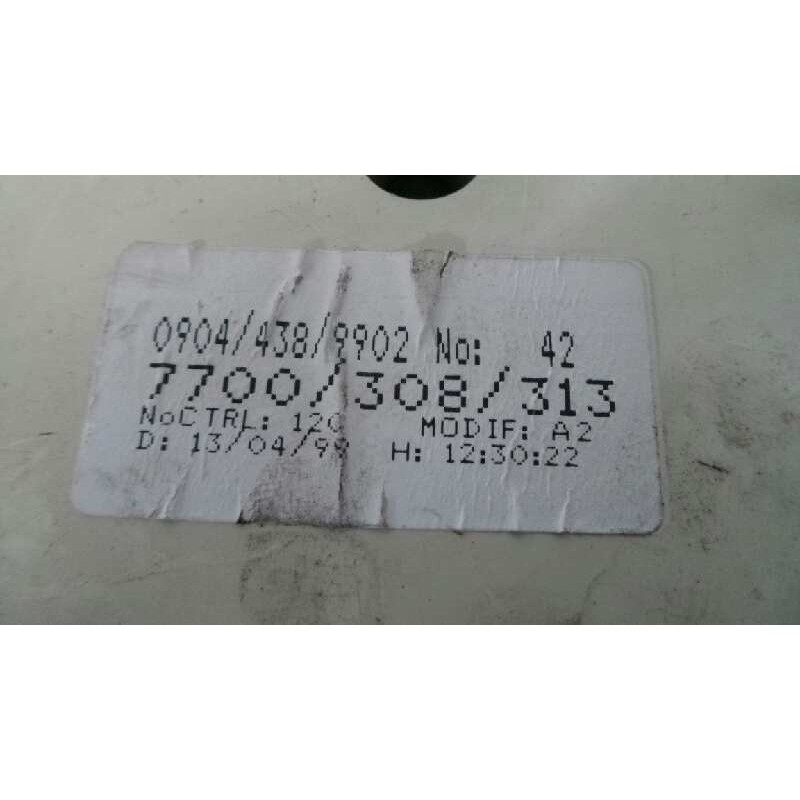 0904/438/9902 No: 42
7700/308/313
NoCTRL: 120 MODIF: A2
D: 13/04/99 H: 12:30:22